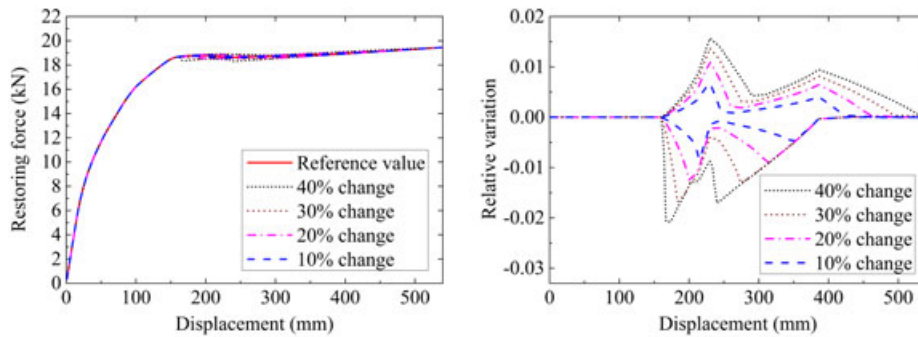 22
20
18
16
14
12
10
8
6
4
2
0
Restoring force (kN)
Reference value
40% change
30% change
20% change
10% change
0 100 200 300 400 500
Displacement (mm)
0.015
0.00
-0.01
-0.02
-0.03
Relative variation
40% change
30% change
20% change
10% change
0 100 200 300 400 500
Displacement (mm)